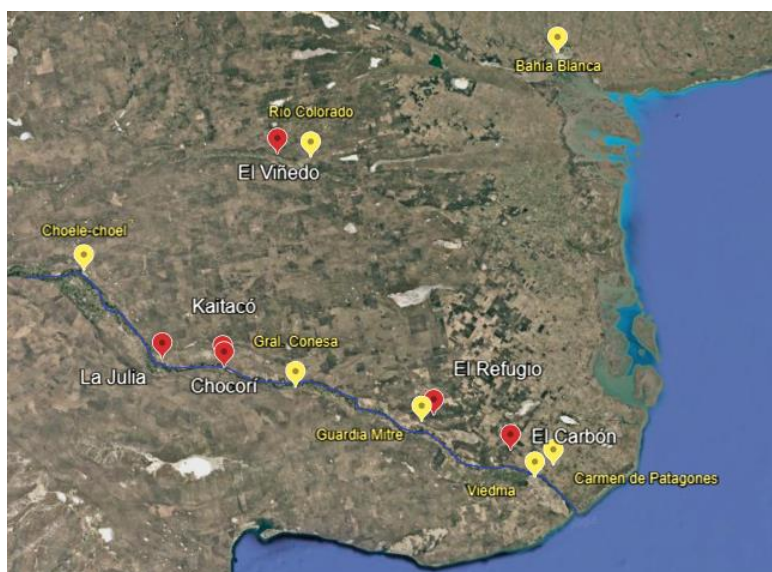 Bahía Blanca
Río Colorado
El Viñedo
Choele-choel
Kaitacó
Gral. Conesa
La Julia
Chocorí
El Refugio
Guardia Mitre
El Carbón
Viedma
Carmen de Patagones